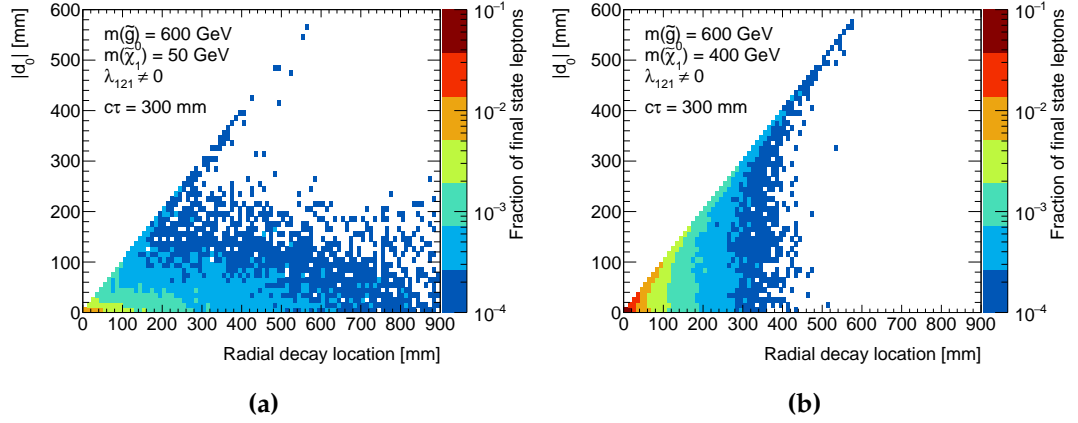 |d₀| [mm]
600
500
400
300
200
100
0
m(g̃) = 600 GeV
m(χ̃₁⁰) = 50 GeV
λ₁₂₁ ≠ 0
cτ = 300 mm
0 100 200 300 400 500 600 700 800 900
Radial decay location [mm]
10⁻¹
10⁻²
10⁻³
10⁻⁴
Fraction of final state leptons
(a)
|d₀| [mm]
600
500
400
300
200
100
0
m(g̃) = 600 GeV
m(χ̃₁⁰) = 400 GeV
λ₁₂₁ ≠ 0
cτ = 300 mm
0 100 200 300 400 500 600 700 800 900
Radial decay location [mm]
10⁻¹
10⁻²
10⁻³
10⁻⁴
Fraction of final state leptons
(b)